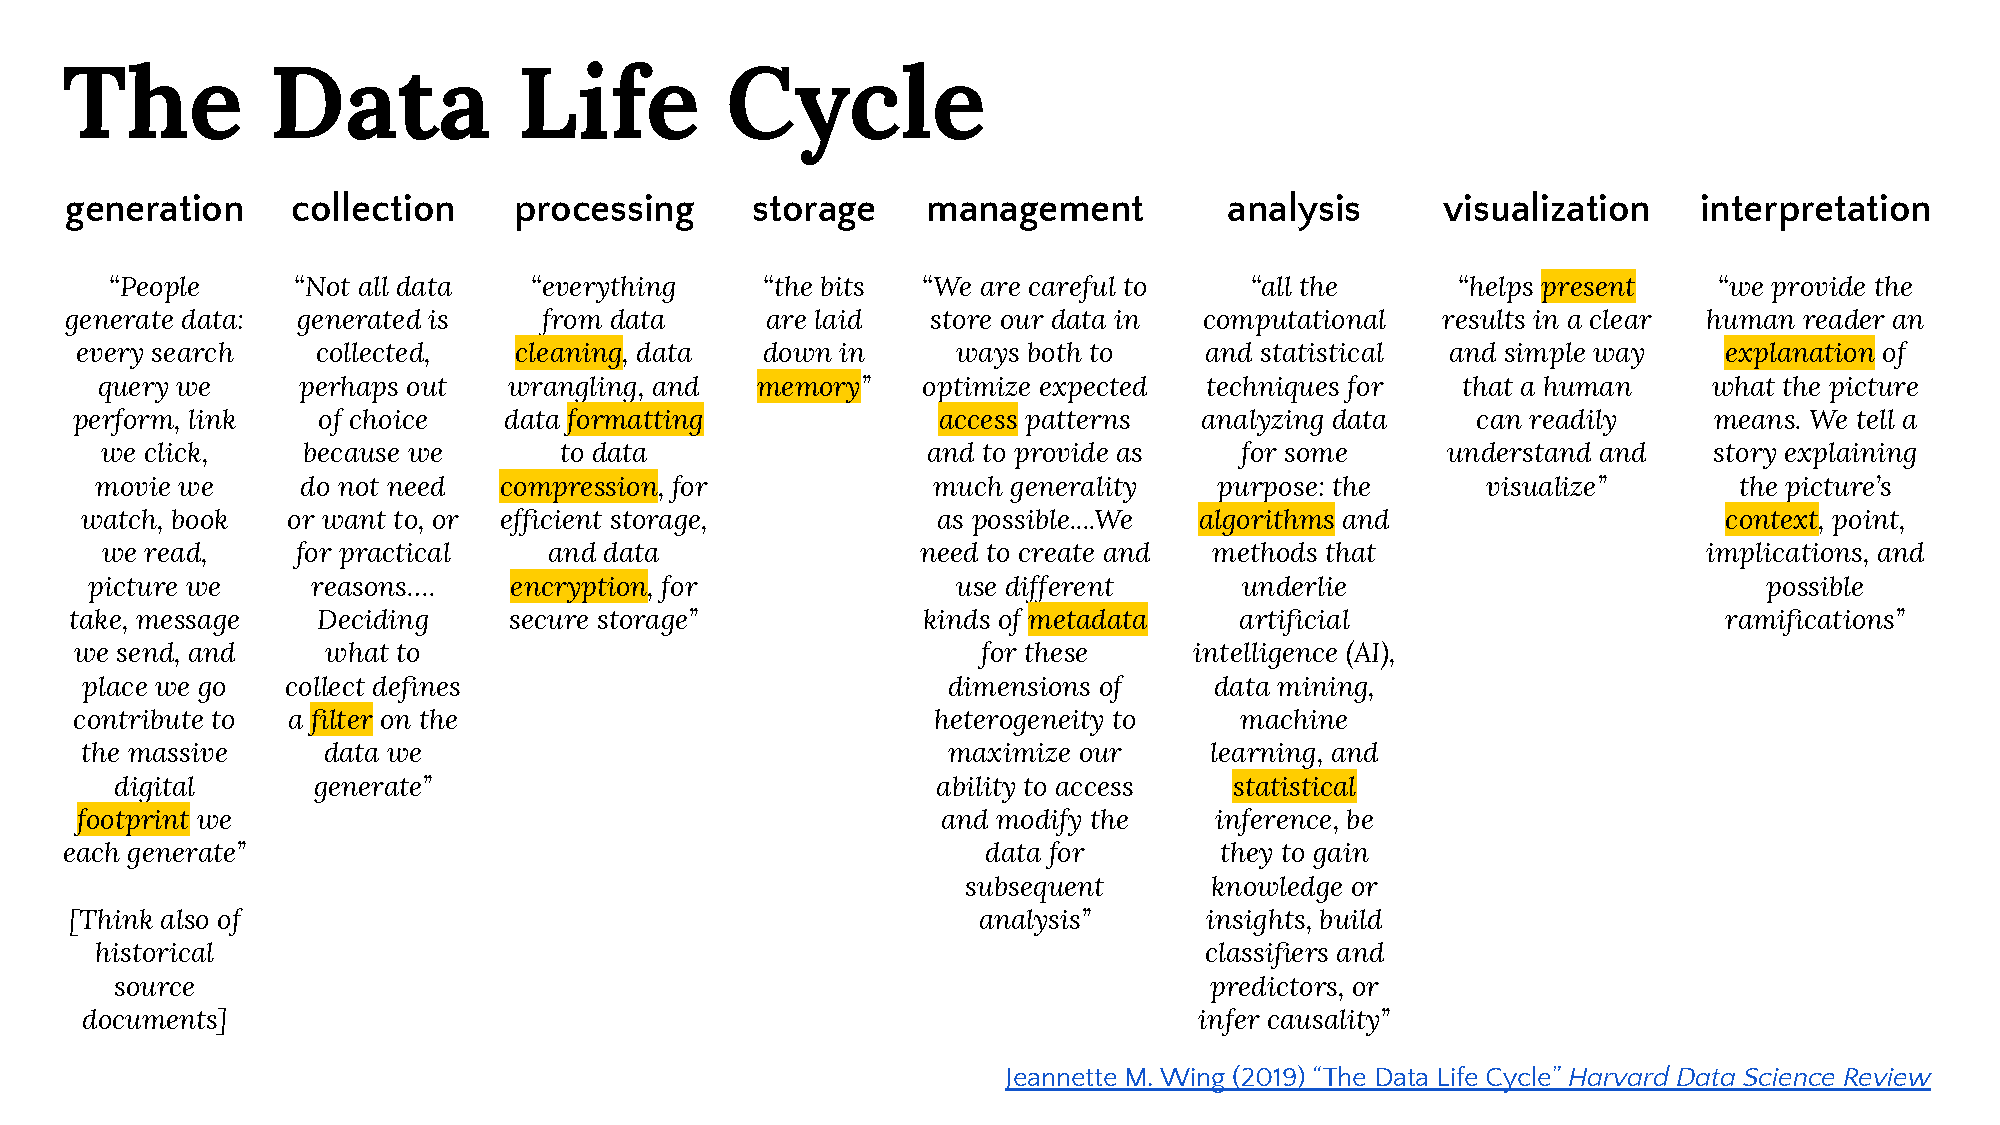 The Data Life Cycle
generation
“People
generate data:
every search
query we
perform, link
we click,
movie we
watch, book
we read,
picture we
take, message
we send, and
place we go
contribute to
the massive
digital
footprint we
each generate”
[Think also of
historical
source
documents]
collection
“Not all data
generated is
collected,
perhaps out
of choice
because we
do not need
or want to, or
for practical
reasons....
Deciding
what to
collect defines
a filter on the
data we
generate”
processing
“everything
from data
cleaning, data
wrangling, and
data formatting
to data
compression, for
efficient storage,
and data
encryption, for
secure storage”
storage
“the bits
are laid
down in
memory”
management
“We are careful to
store our data in
ways both to
optimize expected
access patterns
and to provide as
much generality
as possible....We
need to create and
use different
kinds of metadata
for these
dimensions of
heterogeneity to
maximize our
ability to access
and modify the
data for
subsequent
analysis”
analysis
“all the
computational
and statistical
techniques for
analyzing data
for some
purpose: the
algorithms and
methods that
underlie
artificial
intelligence (AI),
data mining,
machine
learning, and
statistical
inference, be
they to gain
knowledge or
insights, build
classifiers and
predictors, or
infer causality”
visualization
“helps present
results in a clear
and simple way
that a human
can readily
understand and
visualize”
interpretation
“we provide the
human reader an
explanation of
what the picture
means. We tell a
story explaining
the picture’s
context, point,
implications, and
possible
ramifications”
Jeannette M. Wing (2019) “The Data Life Cycle” Harvard Data Science Review